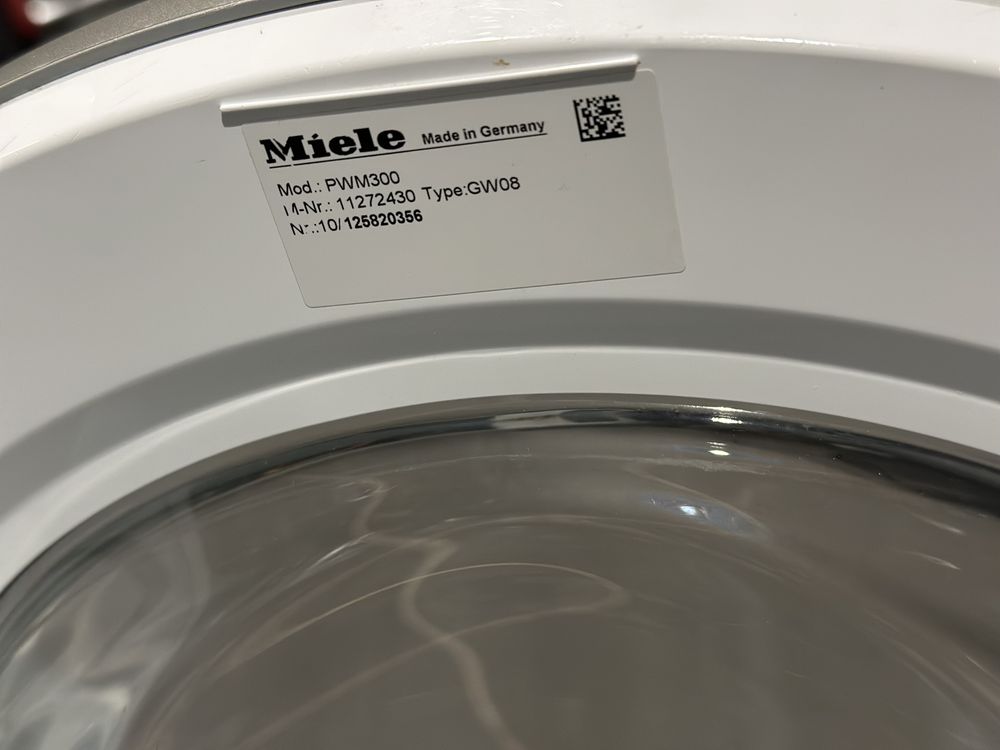 Miele Made in Germany
Mod.: PWM300
M-Nr.: 11272430 Type:GW08
Nr.:10/125820356